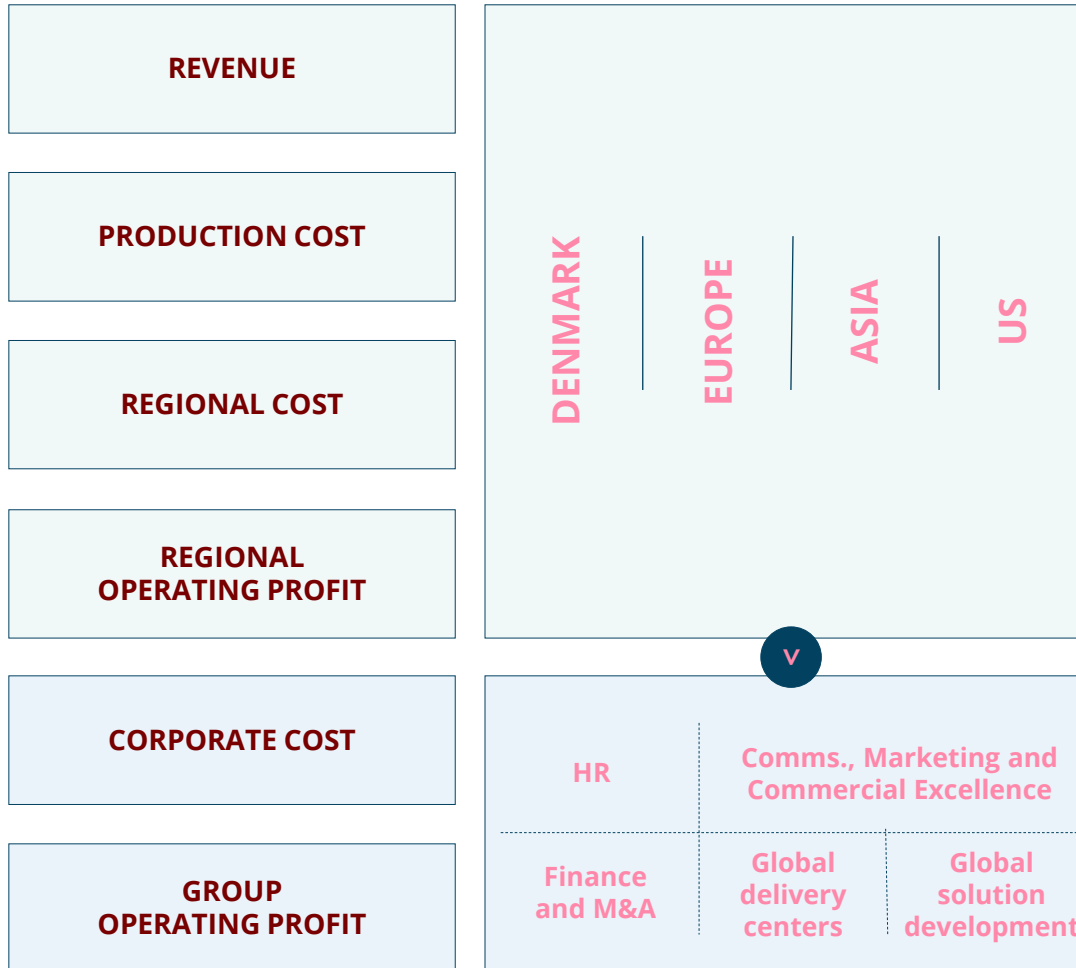 REVENUE
PRODUCTION COST
REGIONAL COST
REGIONAL
OPERATING PROFIT
CORPORATE COST
GROUP
OPERATING PROFIT
DENMARK
EUROPE
ASIA
US
V
HR
Comms., Marketing and
Commercial Excellence
Finance
and M&A
Global
delivery
centers
Global
solution
development